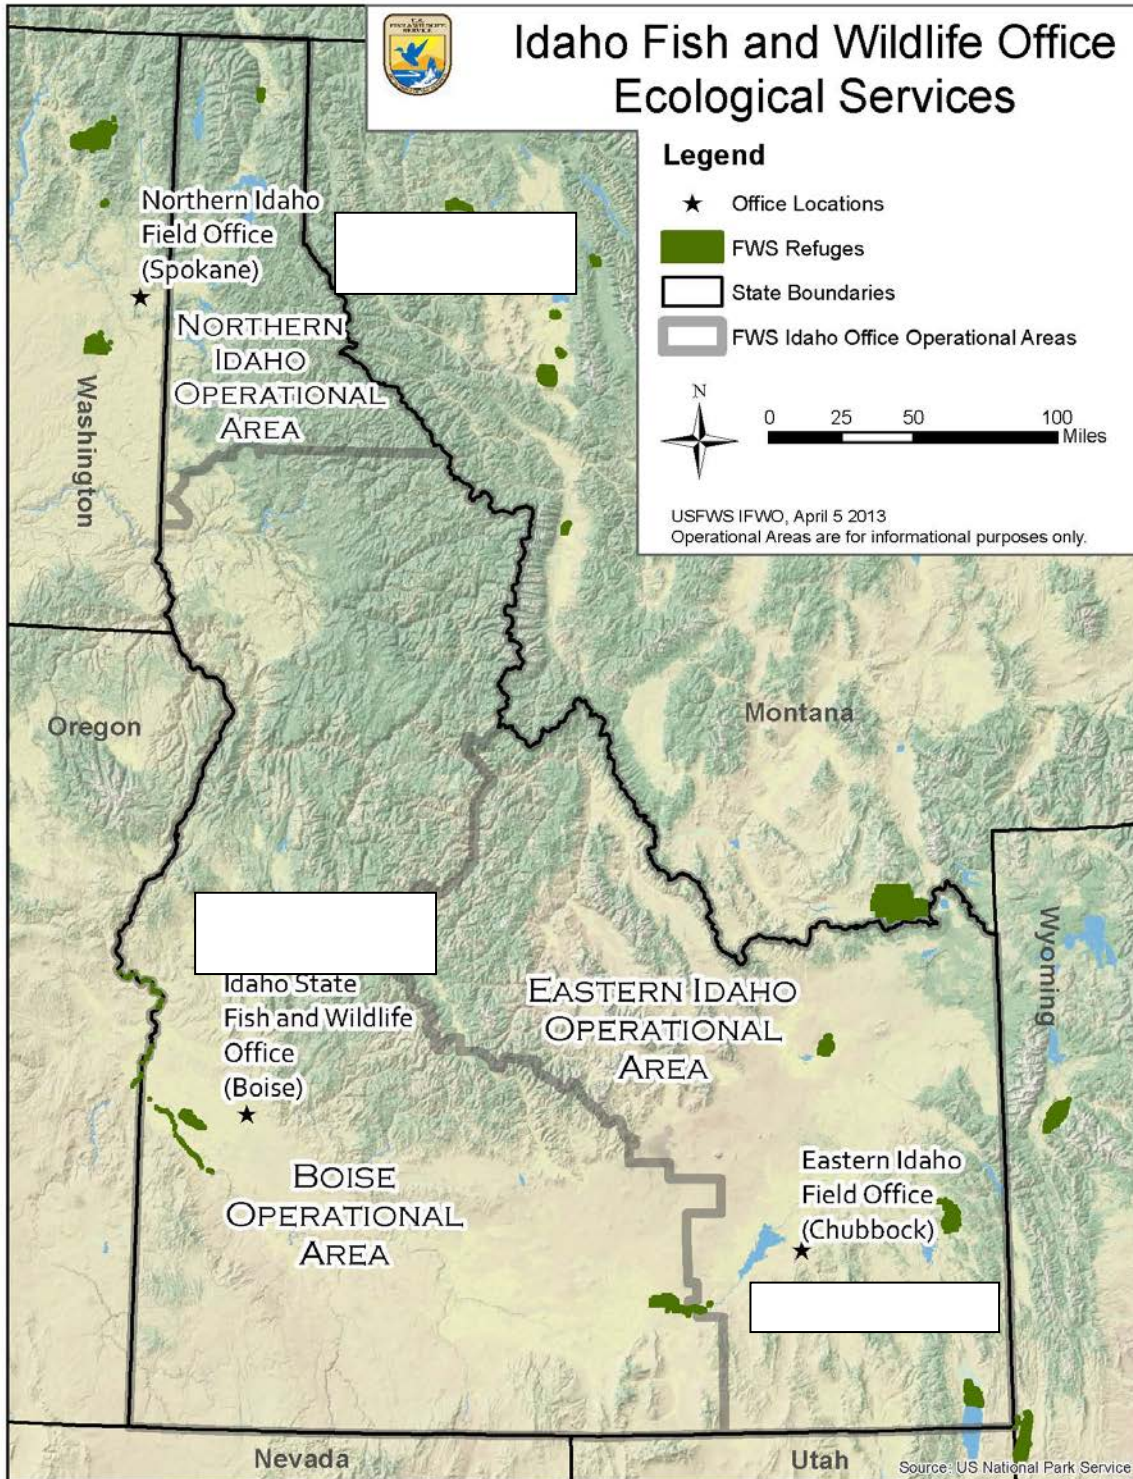 Idaho Fish and Wildlife Office
Ecological Services
Legend
Office Locations
FWS Refuges
State Boundaries
FWS Idaho Office Operational Areas
N
0 25 50 100
Miles
USFWS IFWO, April 5 2013
Operational Areas are for informational purposes only.
Northern Idaho
Field Office
(Spokane)
NORTHERN
IDAHO
OPERATIONAL
AREA
Washington
Oregon
Montana
Wyoming
Idaho State
Fish and Wildlife
Office
(Boise)
EASTERN IDAHO
OPERATIONAL
AREA
BOISE
OPERATIONAL
AREA
Eastern Idaho
Field Office
(Chubbock)
Nevada
Utah
Source: US National Park Service